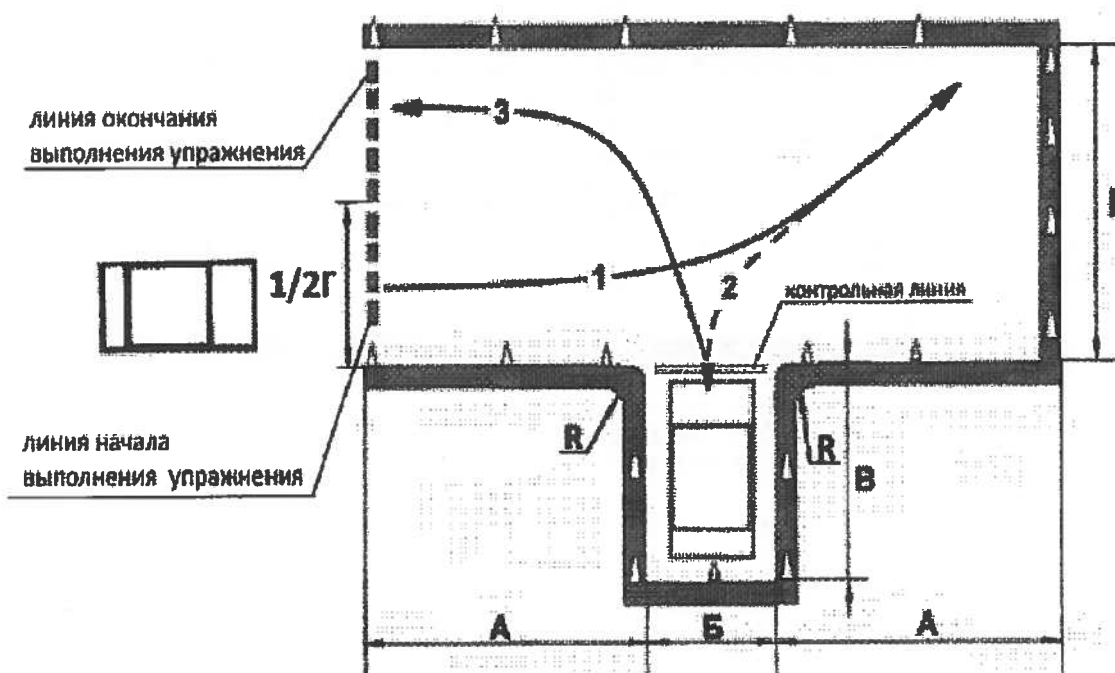 линия окончания
выполнения упражнения
3
1/2Г
1
2
контрольная линия
линия начала
выполнения упражнения
R
R
В
А
Б
А